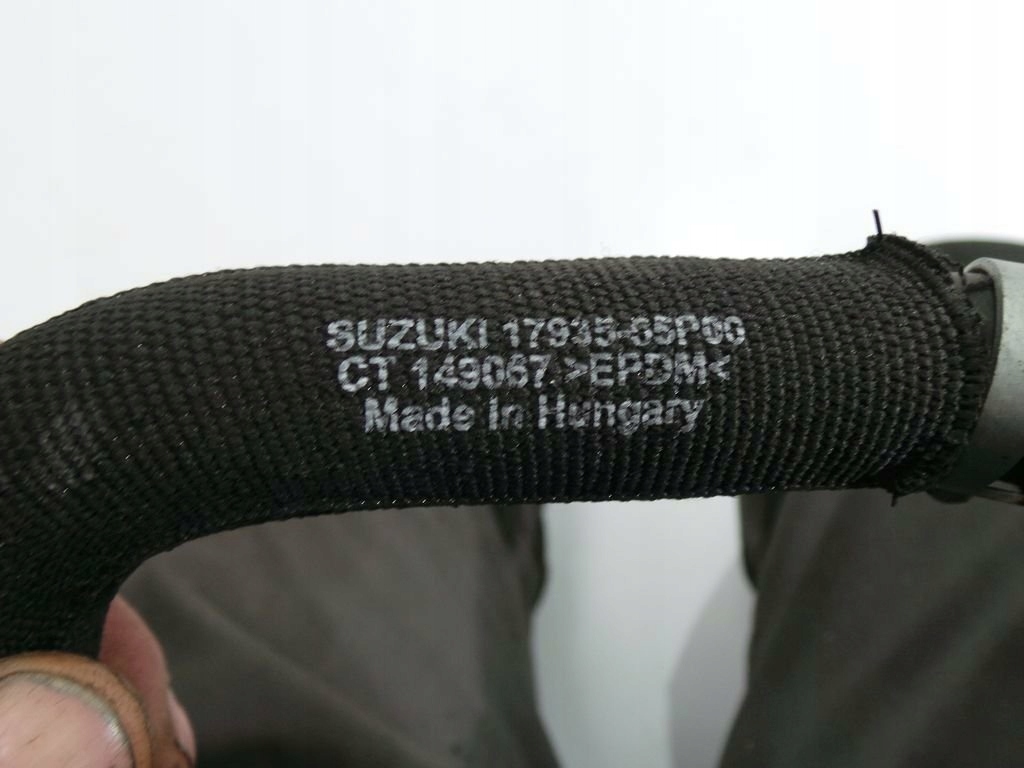 SUZUKI 17935-65P00
CT 149067 >EPDM<
Made in Hungary